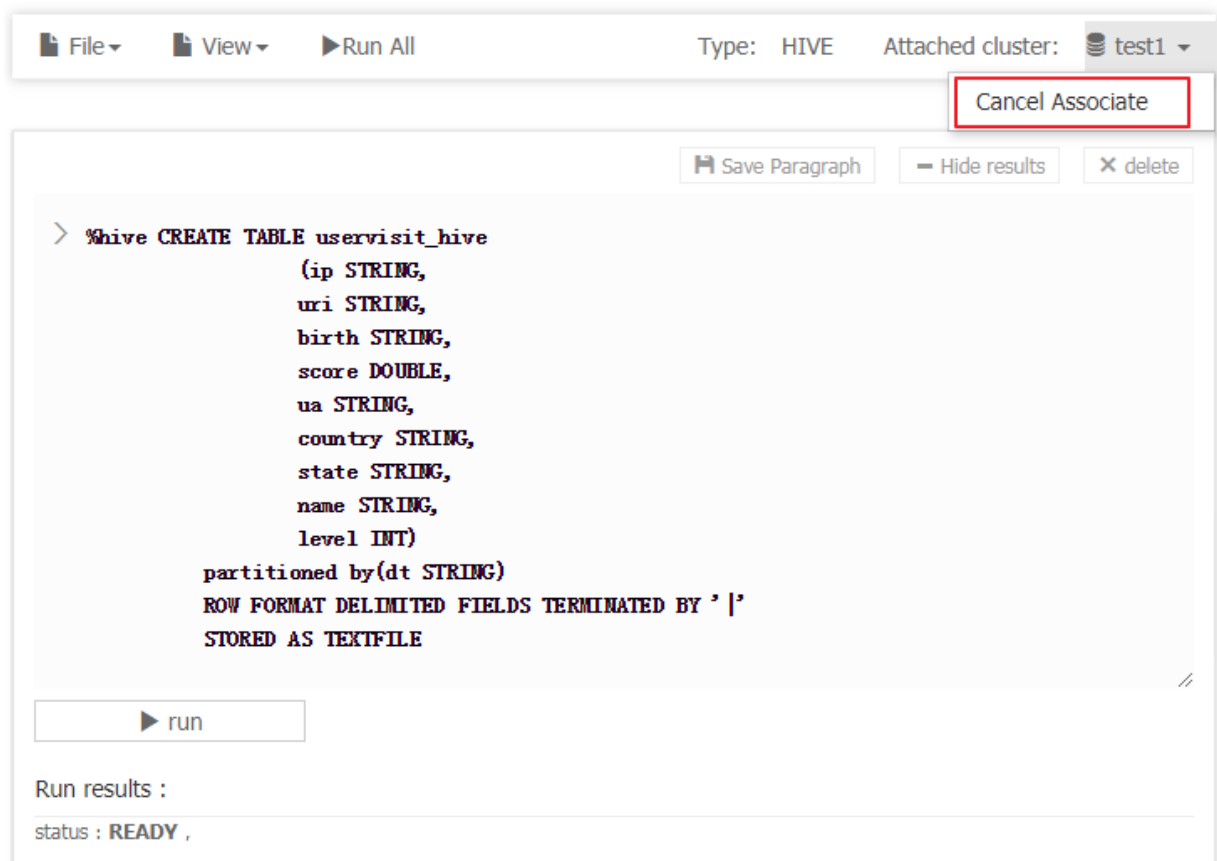 File View Run All Type: HIVE Attached cluster: test1
Cancel Associate
Save Paragraph Hide results delete
%hive CREATE TABLE uservisit_hive
(ip STRING,
uri STRING,
birth STRING,
score DOUBLE,
ua STRING,
country STRING,
state STRING,
name STRING,
level INT)
partitioned by(dt STRING)
ROW FORMAT DELIMITED FIELDS TERMINATED BY '|'
STORED AS TEXTFILE
run
Run results :
status : READY ,